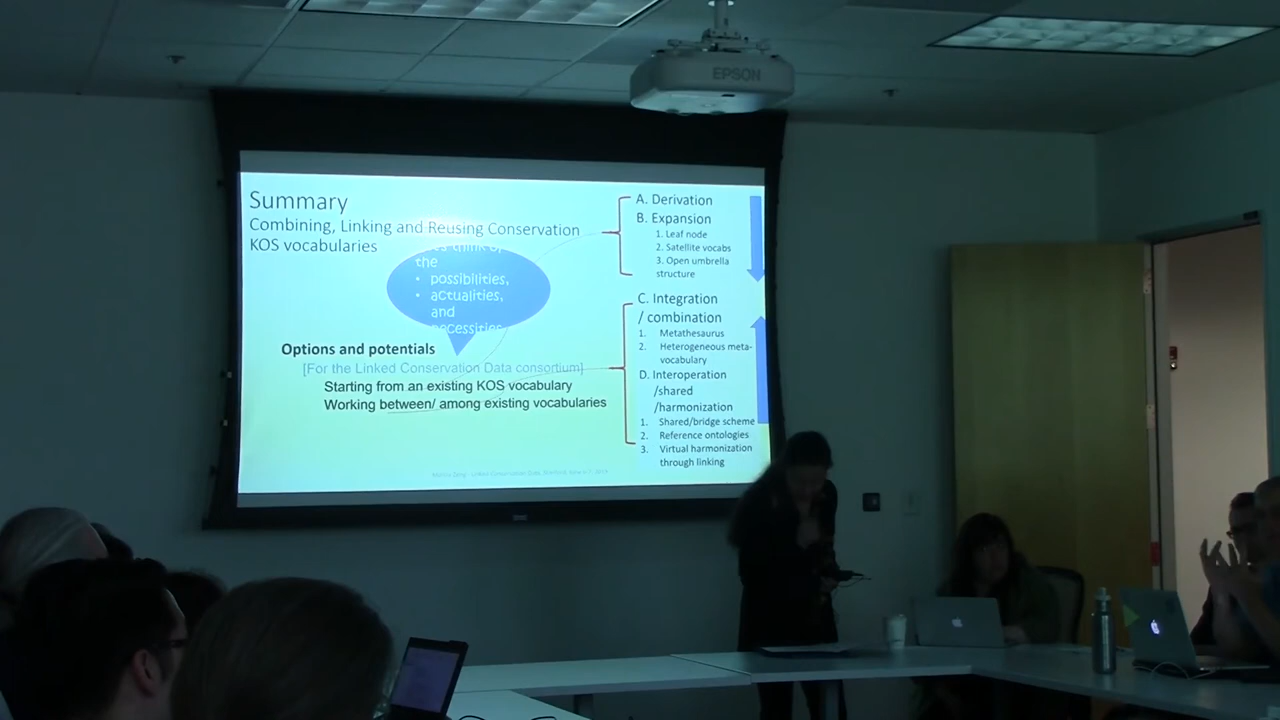 EPSON
Summary
Combining, Linking and Reusing Conservation
KOS vocabularies
the
• possibilities,
• actualities,
and
necessities
Options and potentials
[For the Linked Conservation Data consortium]
Starting from an existing KOS vocabulary
Working between/ among existing vocabularies
A. Derivation
B. Expansion
1. Leaf node
2. Satellite vocabs
3. Open umbrella
structure
C. Integration
/ combination
1. Metathesaurus
2. Heterogeneous meta-
vocabulary
D. Interoperation
/shared
/harmonization
1. Shared/bridge scheme
2. Reference ontologies
3. Virtual harmonization
through linking